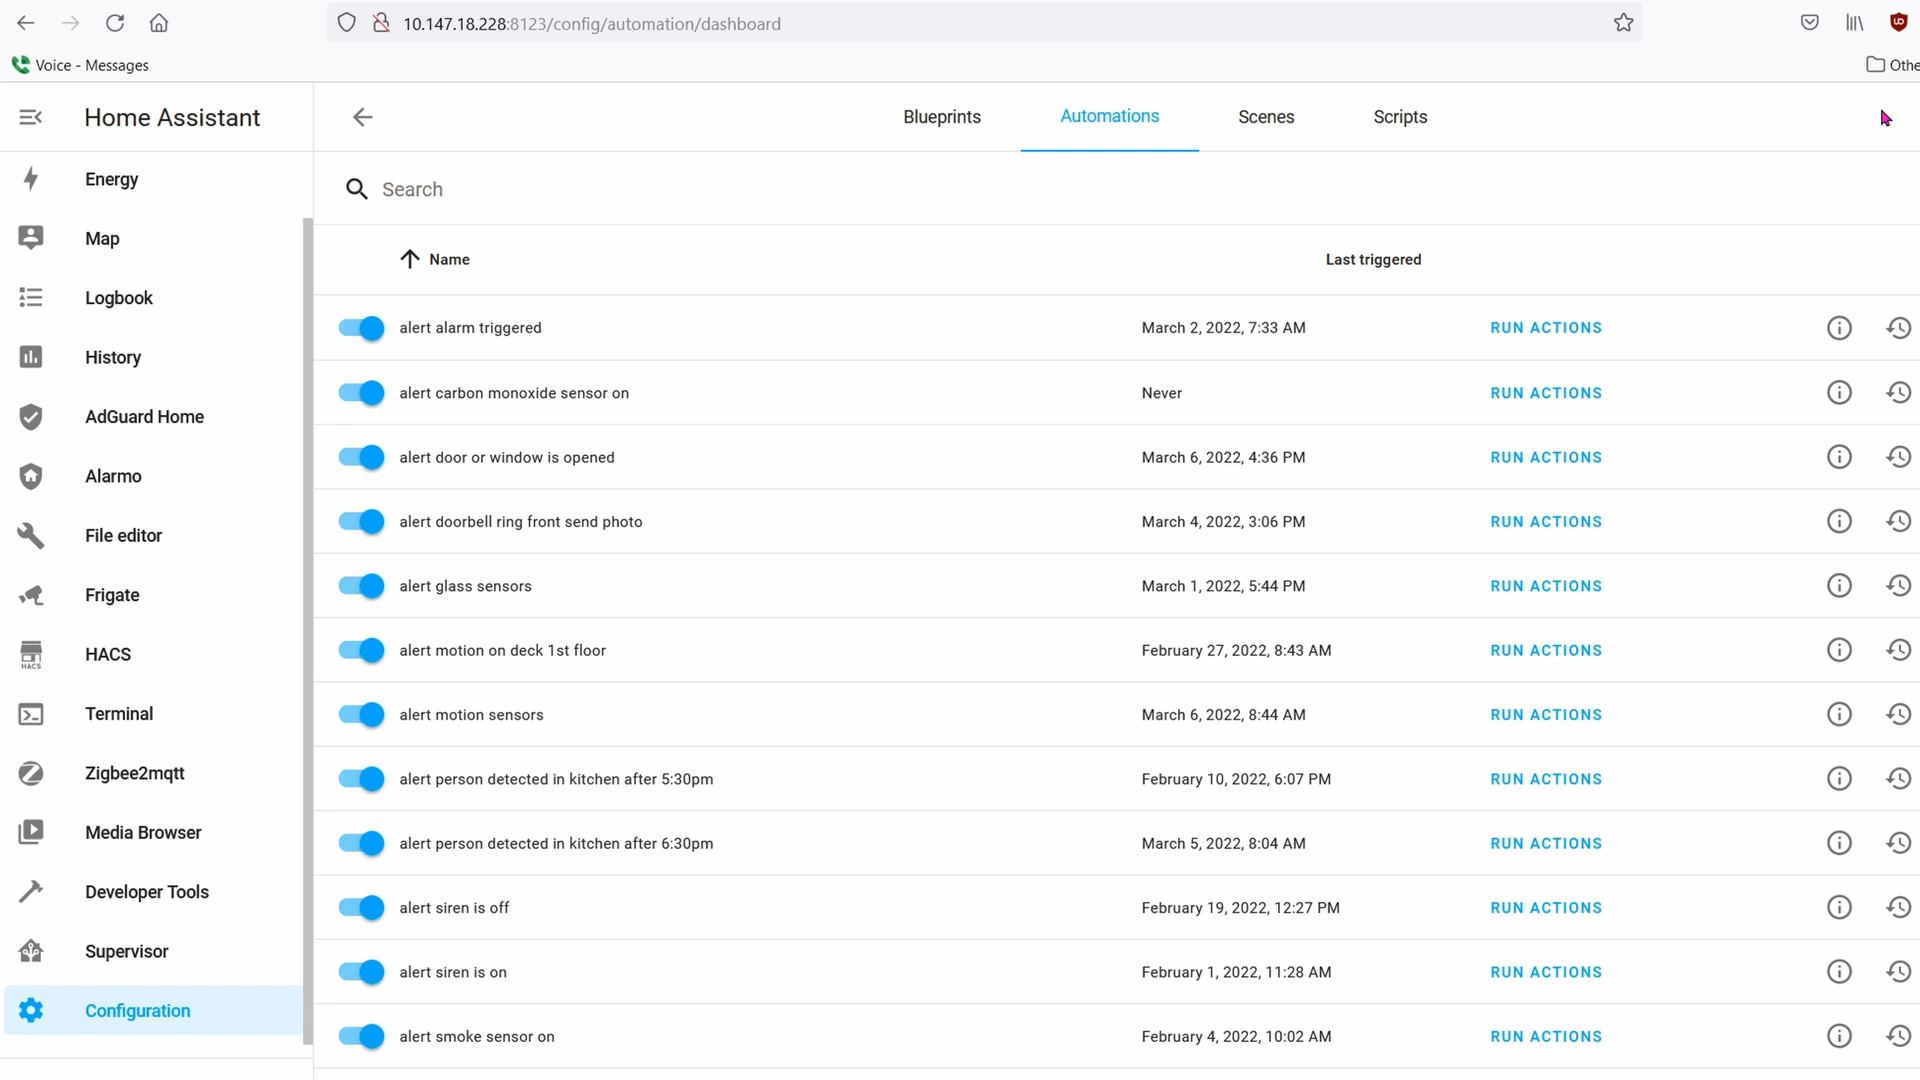 10.147.18.228:8123/config/automation/dashboard
Voice - Messages
Othe
Home Assistant
Blueprints
Automations
Scenes
Scripts
Energy
Map
Logbook
History
AdGuard Home
Alarmo
File editor
Frigate
HACS
HACS
Terminal
Zigbee2mqtt
Media Browser
Developer Tools
Supervisor
Configuration
Search
Name Last triggered
alert alarm triggered March 2, 2022, 7:33 AM RUN ACTIONS
alert carbon monoxide sensor on Never RUN ACTIONS
alert door or window is opened March 6, 2022, 4:36 PM RUN ACTIONS
alert doorbell ring front send photo March 4, 2022, 3:06 PM RUN ACTIONS
alert glass sensors March 1, 2022, 5:44 PM RUN ACTIONS
alert motion on deck 1st floor February 27, 2022, 8:43 AM RUN ACTIONS
alert motion sensors March 6, 2022, 8:44 AM RUN ACTIONS
alert person detected in kitchen after 5:30pm February 10, 2022, 6:07 PM RUN ACTIONS
alert person detected in kitchen after 6:30pm March 5, 2022, 8:04 AM RUN ACTIONS
alert siren is off February 19, 2022, 12:27 PM RUN ACTIONS
alert siren is on February 1, 2022, 11:28 AM RUN ACTIONS
alert smoke sensor on February 4, 2022, 10:02 AM RUN ACTIONS